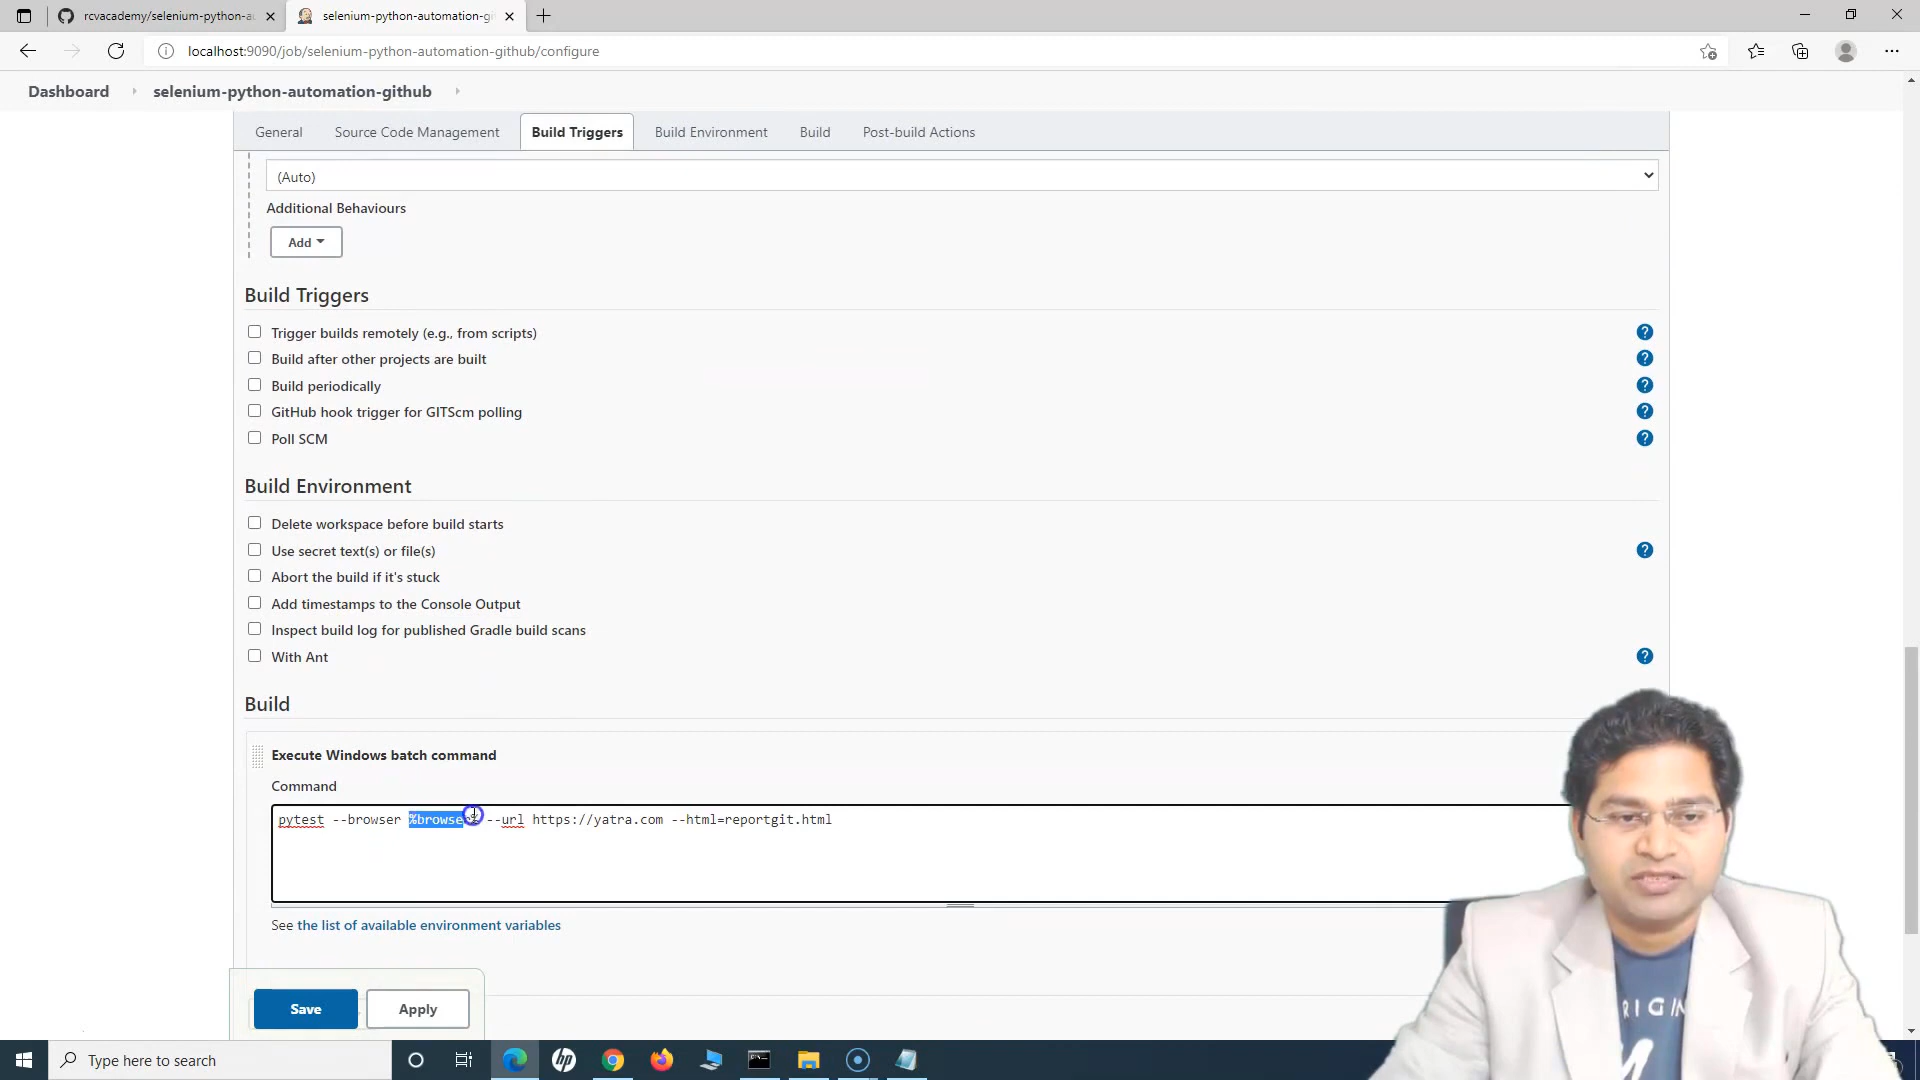 rcvacademy/selenium-python-au
selenium-python-automation-gi
localhost:9090/job/selenium-python-automation-github/configure
Dashboard
selenium-python-automation-github
General
Source Code Management
Build Triggers
Build Environment
Build
Post-build Actions
(Auto)
Additional Behaviours
Add
Build Triggers
Trigger builds remotely (e.g., from scripts)
?
Build after other projects are built
?
Build periodically
?
GitHub hook trigger for GITScm polling
?
Poll SCM
?
Build Environment
Delete workspace before build starts
Use secret text(s) or file(s)
?
Abort the build if it's stuck
Add timestamps to the Console Output
Inspect build log for published Gradle build scans
With Ant
?
Build
Execute Windows batch command
Command
pytest --browser %browser% --url https://yatra.com --html=reportgit.html
See the list of available environment variables
Save
Apply
Type here to search
hp